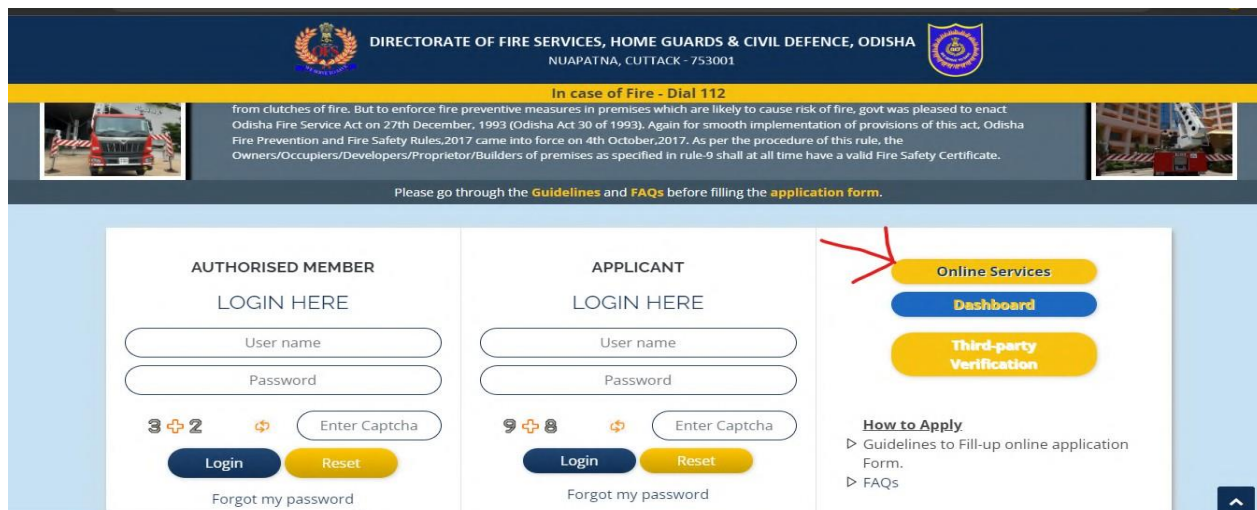 DIRECTORATE OF FIRE SERVICES, HOME GUARDS & CIVIL DEFENCE, ODISHA
NUAPATNA, CUTTACK - 753001
In case of Fire - Dial 112
from clutches of fire. But to enforce fire preventive measures in premises which are likely to cause risk of fire, govt was pleased to enact
Odisha Fire Service Act on 27th December, 1993 (Odisha Act 30 of 1993). Again for smooth implementation of provisions of this act, Odisha
Fire Prevention and Fire Safety Rules,2017 came into force on 4th October,2017. As per the procedure of this rule, the
Owners/Occupiers/Developers/Proprietor/Builders of premises as specified in rule-9 shall at all time have a valid Fire Safety Certificate.
Please go through the Guidelines and FAQs before filling the application form.
AUTHORISED MEMBER
LOGIN HERE
User name
Password
3+2
Enter Captcha
Login
Reset
Forgot my password
APPLICANT
LOGIN HERE
User name
Password
9+8
Enter Captcha
Login
Reset
Forgot my password
Online Services
Dashboard
Third-party
Verification
How to Apply
Guidelines to Fill-up online application
Form.
FAQs